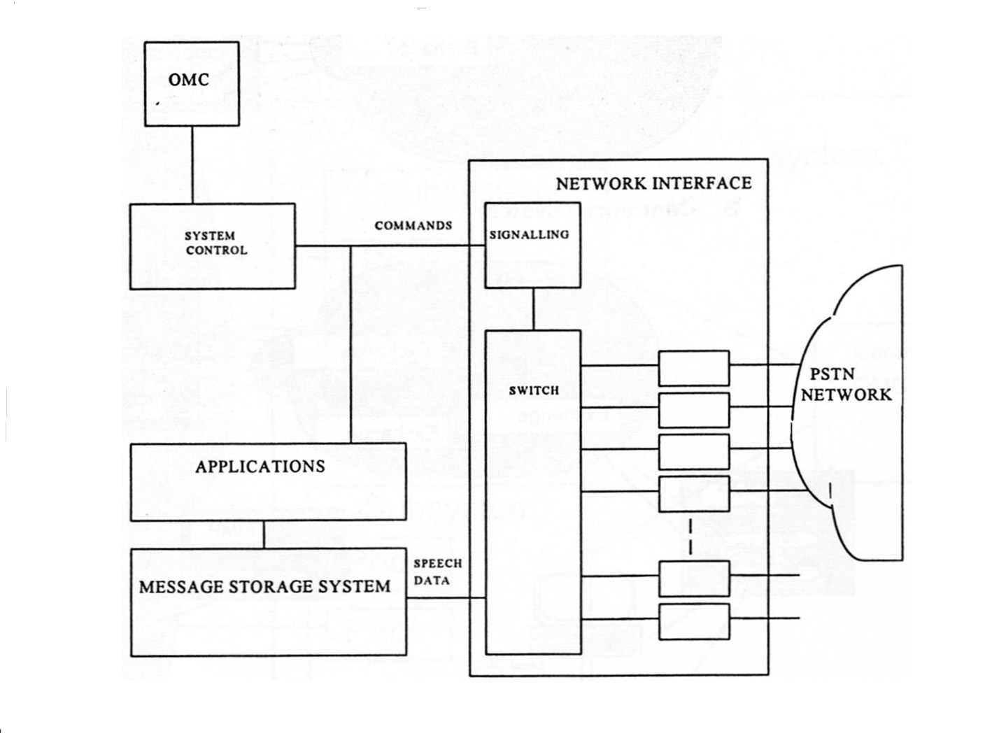 OMC
NETWORK INTERFACE
COMMANDS
SIGNALLING
SYSTEM
CONTROL
SWITCH
PSTN
NETWORK
APPLICATIONS
SPEECH
DATA
MESSAGE STORAGE SYSTEM